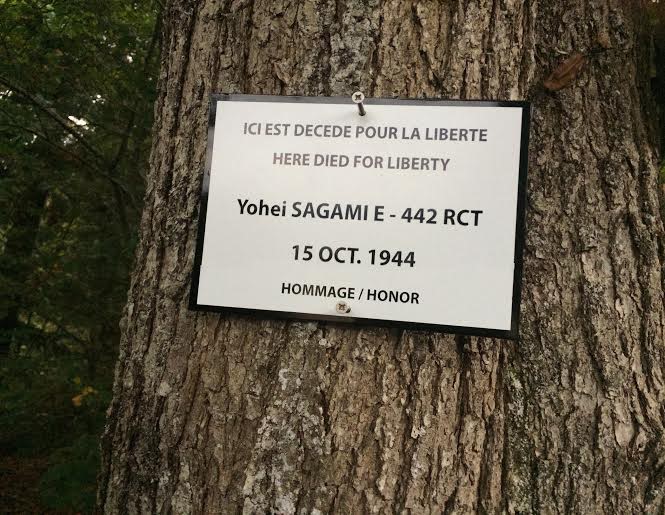 ICI EST DECEDE POUR LA LIBERTE
HERE DIED FOR LIBERTY
Yohei SAGAMI E - 442 RCT
15 OCT. 1944
HOMMAGE / HONOR